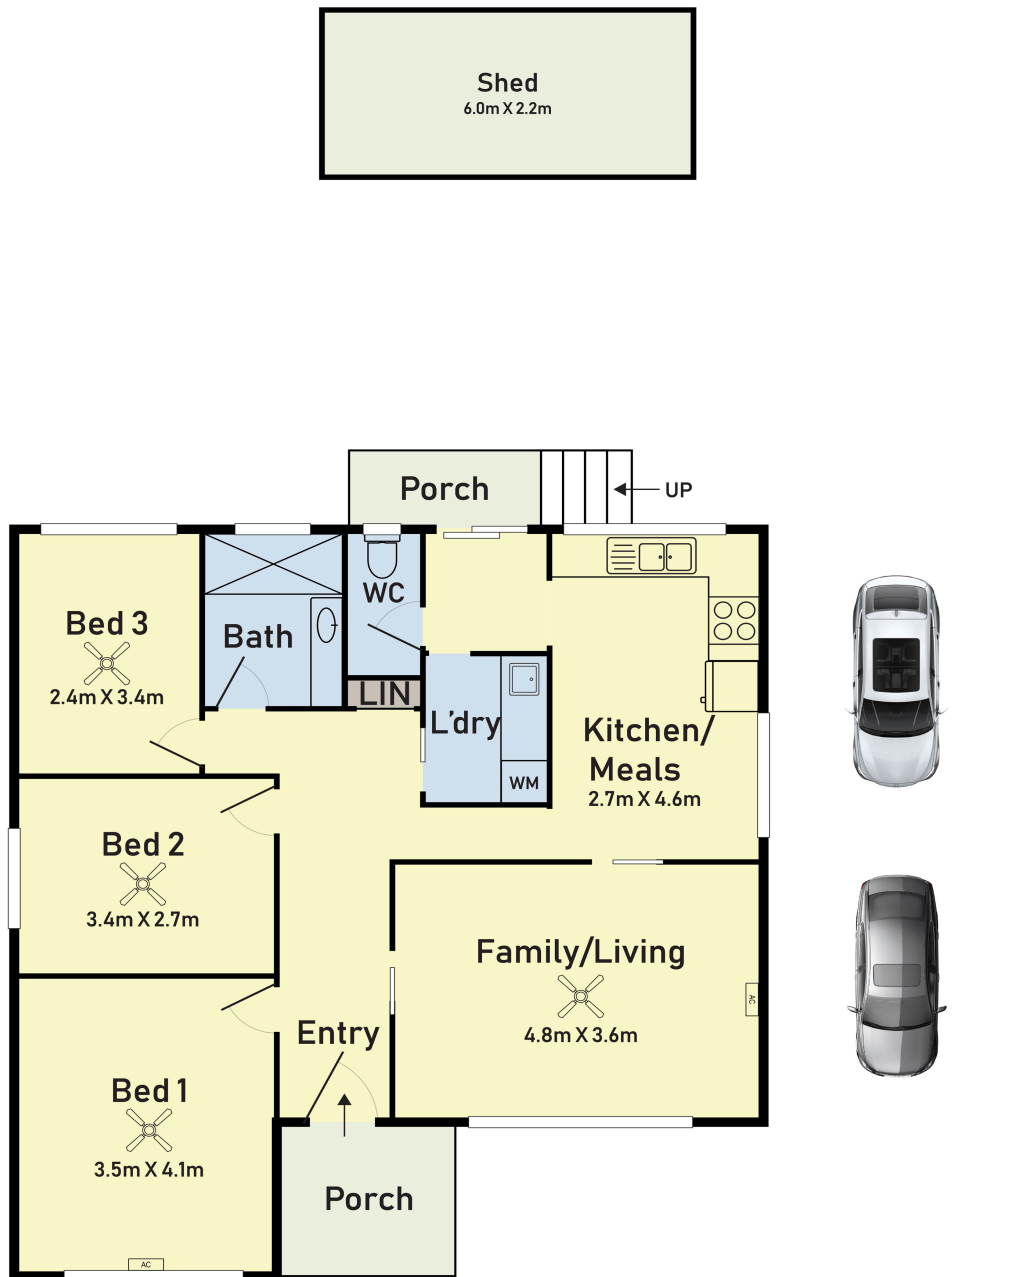 Shed
6.0m X 2.2m
Porch
UP
WC
Bed 3
2.4m X 3.4m
Bath
LIN
L'dry
WM
Kitchen/
Meals
2.7m X 4.6m
Bed 2
3.4m X 2.7m
Family/Living
4.8m X 3.6m
AC
Entry
Bed 1
3.5m X 4.1m
Porch
AC